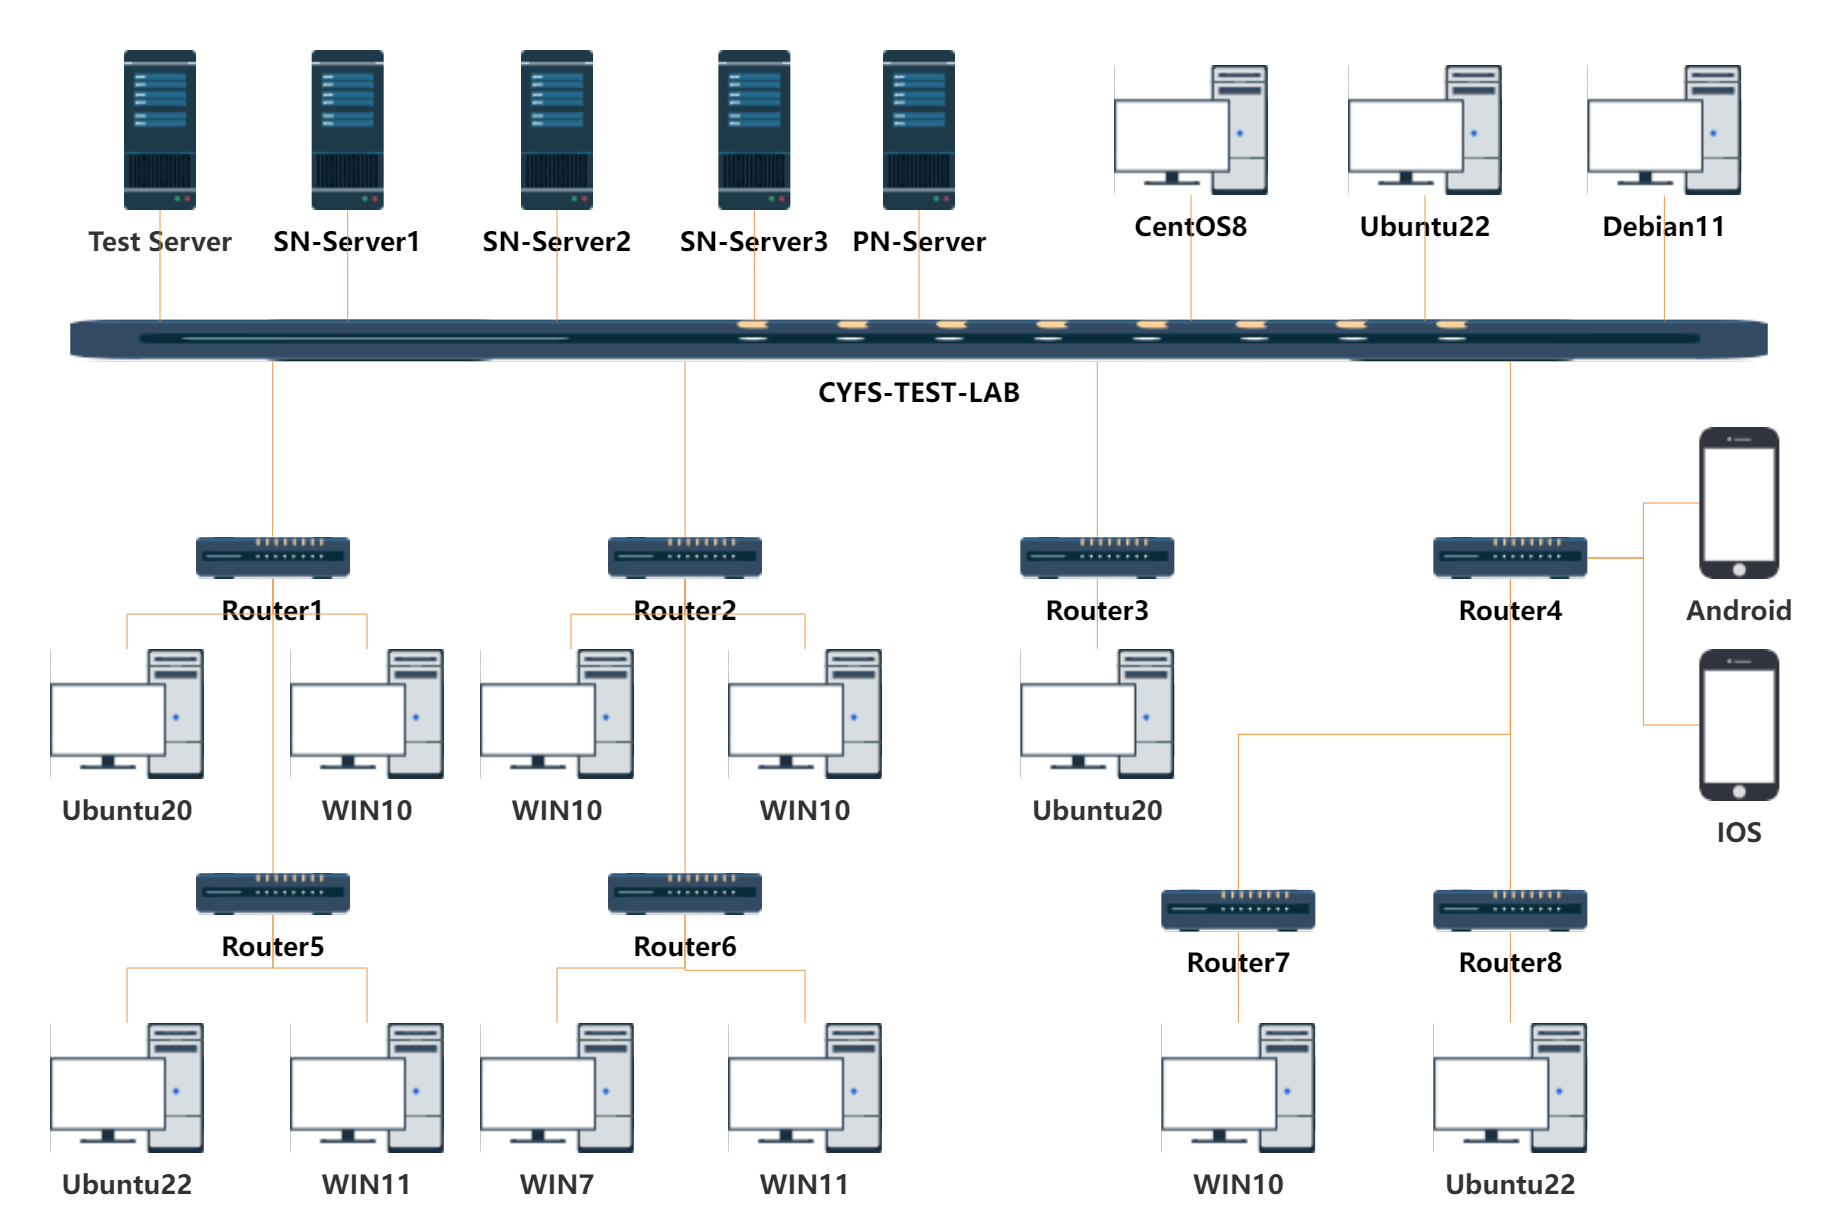 Test Server
SN-Server1
SN-Server2
SN-Server3
PN-Server
CentOS8
Ubuntu22
Debian11
CYFS-TEST-LAB
Router1
Router2
Router3
Router4
Android
Ubuntu20
WIN10
WIN10
WIN10
Ubuntu20
IOS
Router5
Router6
Router7
Router8
Ubuntu22
WIN11
WIN7
WIN11
WIN10
Ubuntu22